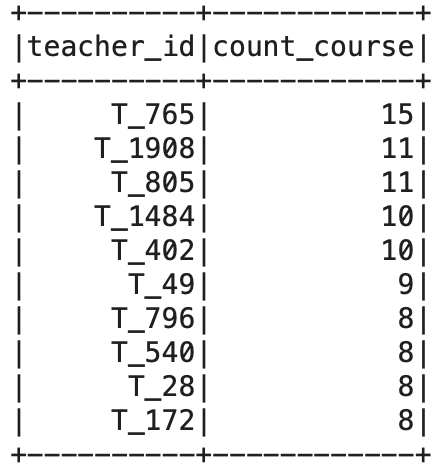 +----------+------------+
|teacher_id|count_course|
+----------+------------+
|     T_765|          15|
|    T_1908|          11|
|     T_805|          11|
|    T_1484|          10|
|     T_402|          10|
|      T_49|           9|
|     T_796|           8|
|     T_540|           8|
|      T_28|           8|
|     T_172|           8|
+----------+------------+